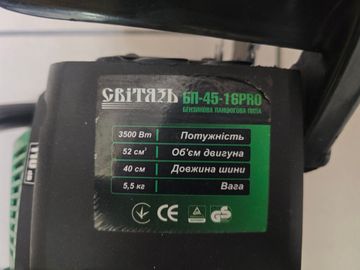 СВІТЯЗЬ БП-45-16PRO
БЕНЗИНОВА ЛАНЦЮГОВА ПИЛА
3500 Вт Потужність
52 см³ Об'єм двигуна
40 см Довжина шини
5,5 кг Вага
CE GS